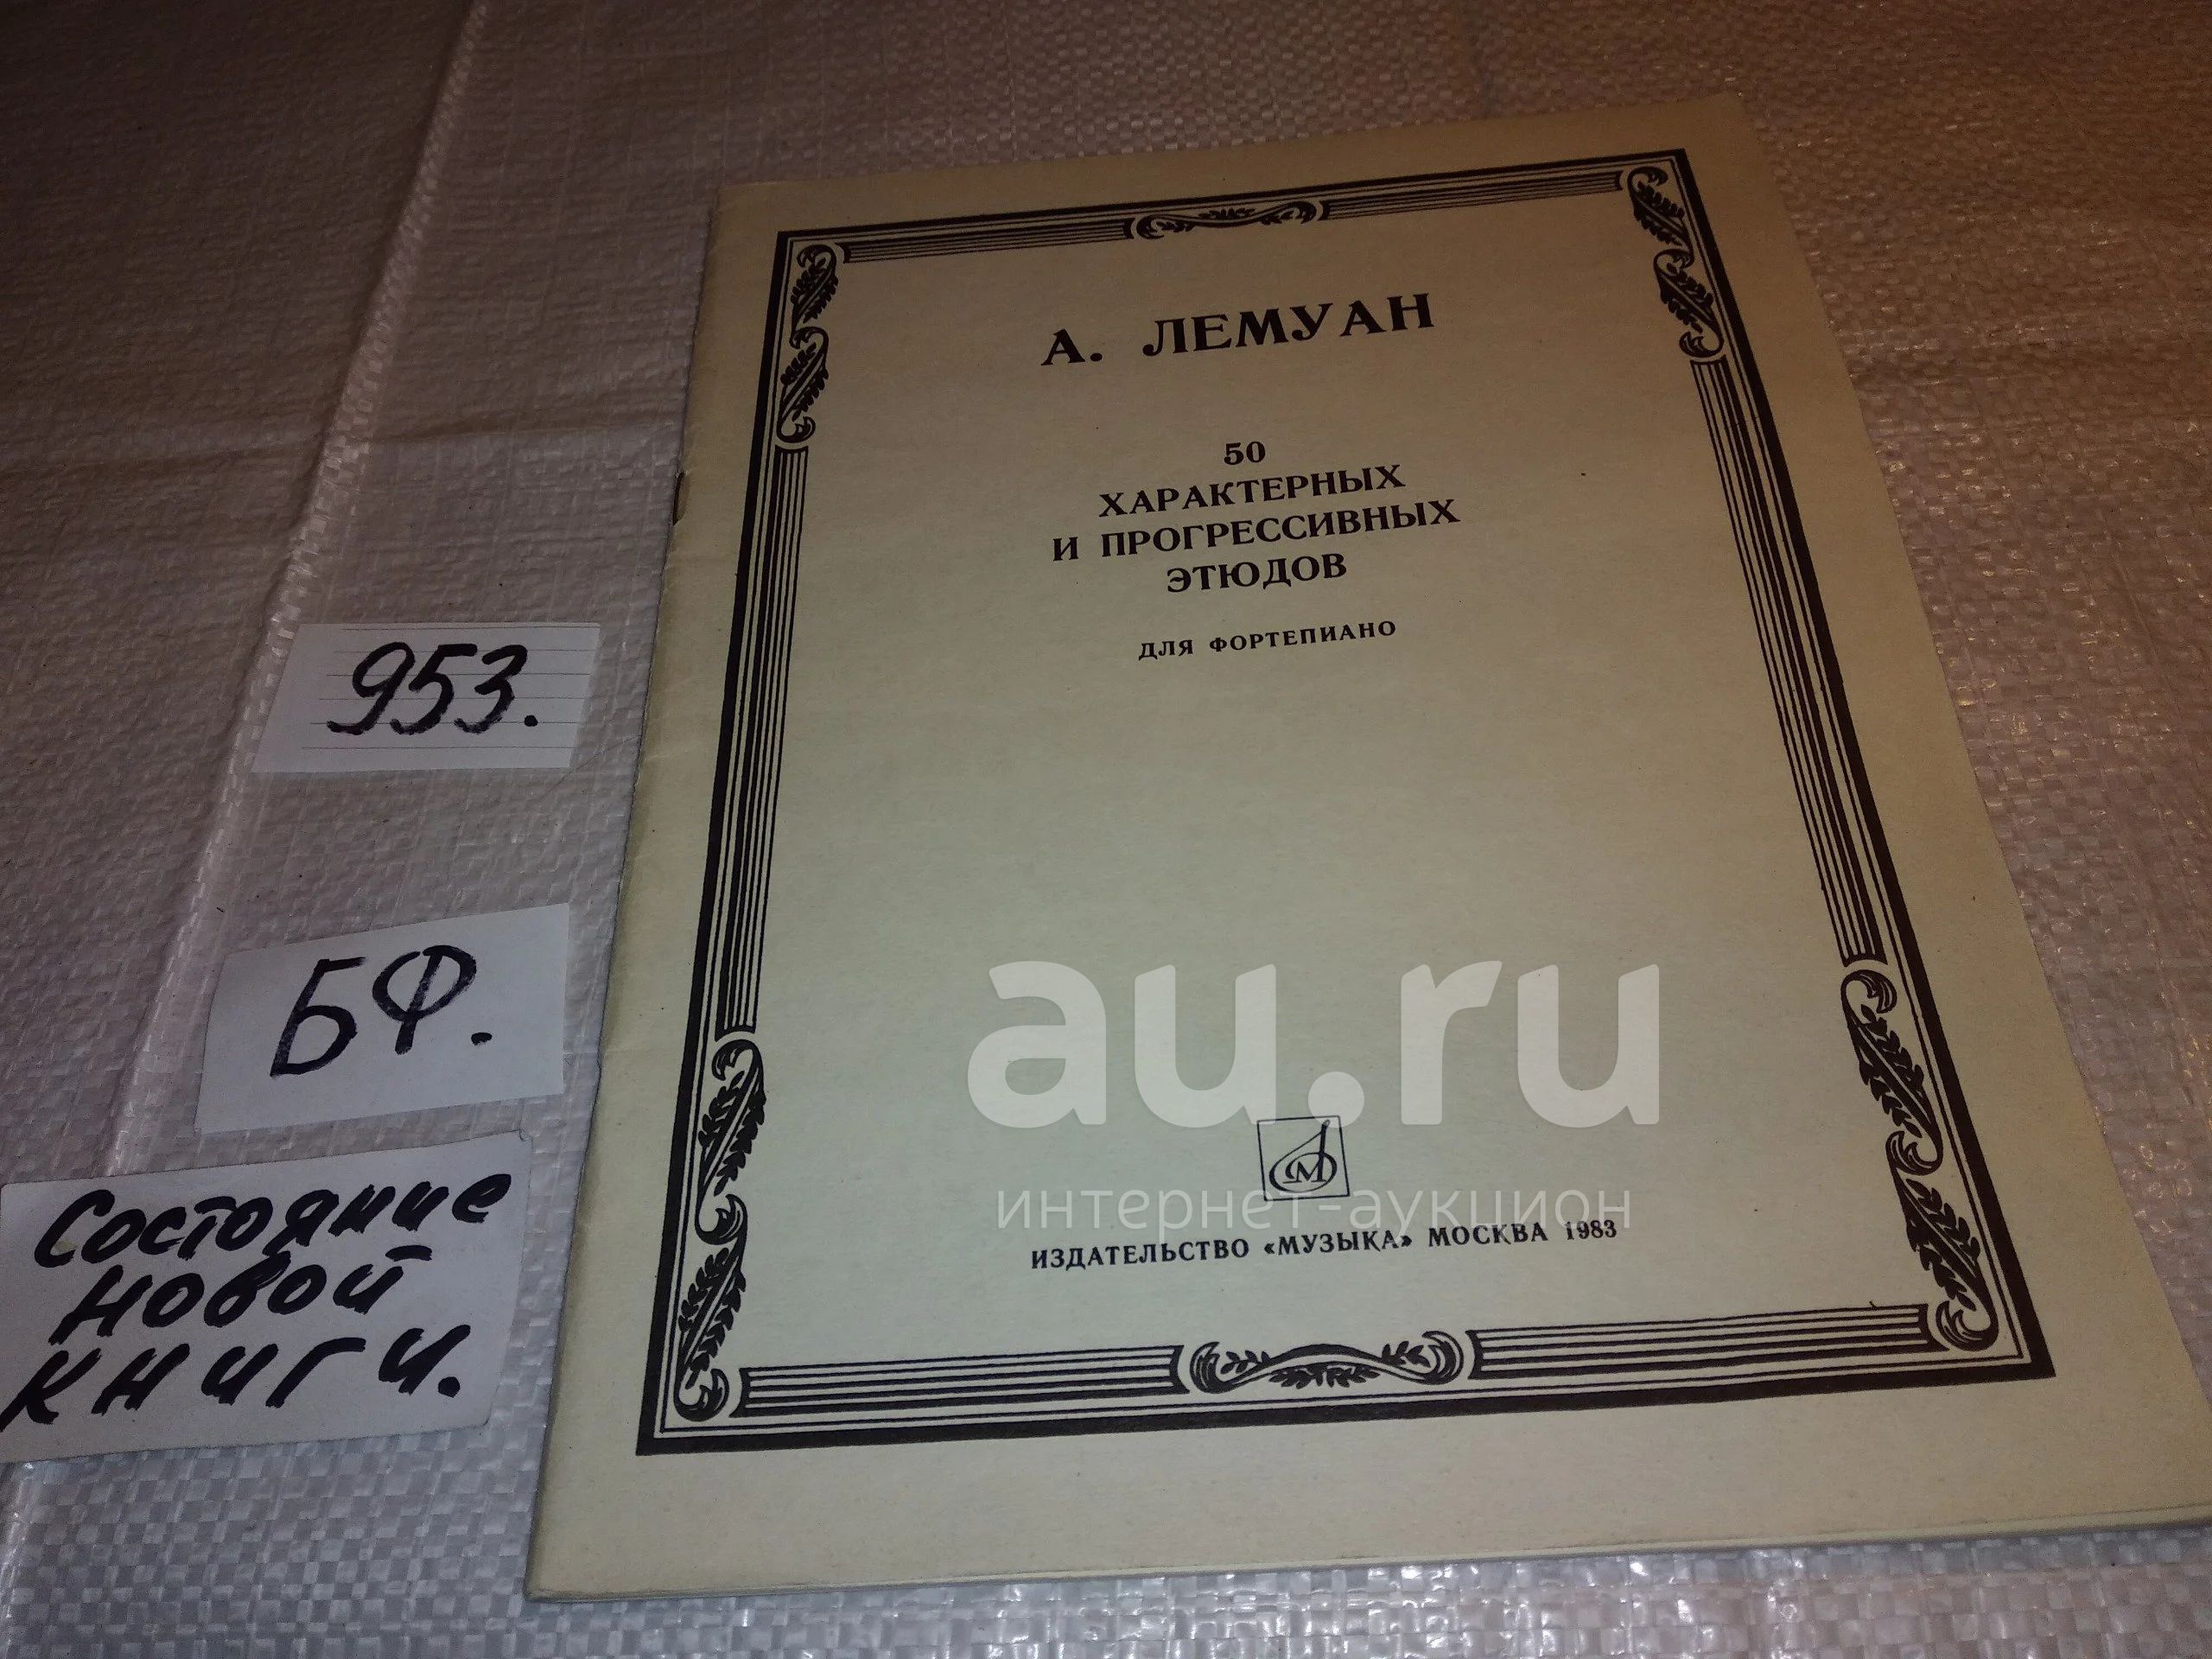 А. ЛЕМУАН
50
ХАРАКТЕРНЫХ
И ПРОГРЕССИВНЫХ
ЭТЮДОВ
ДЛЯ ФОРТЕПИАНО
953.
БФ.
Состояние
новой
книги.
au.ru
М
интернет-аукцион
ИЗДАТЕЛЬСТВО «МУЗЫКА» МОСКВА 1983